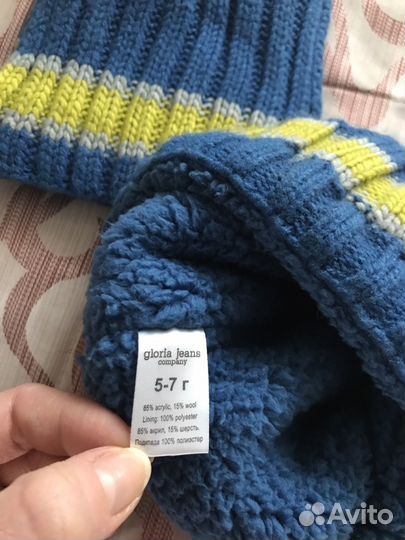 gloria jeans
company
5-7 г
85% acrylic, 15% wool
Lining: 100% polyester
85% акрил, 15% шерсть.
Подклада 100% полиэстер
Avito